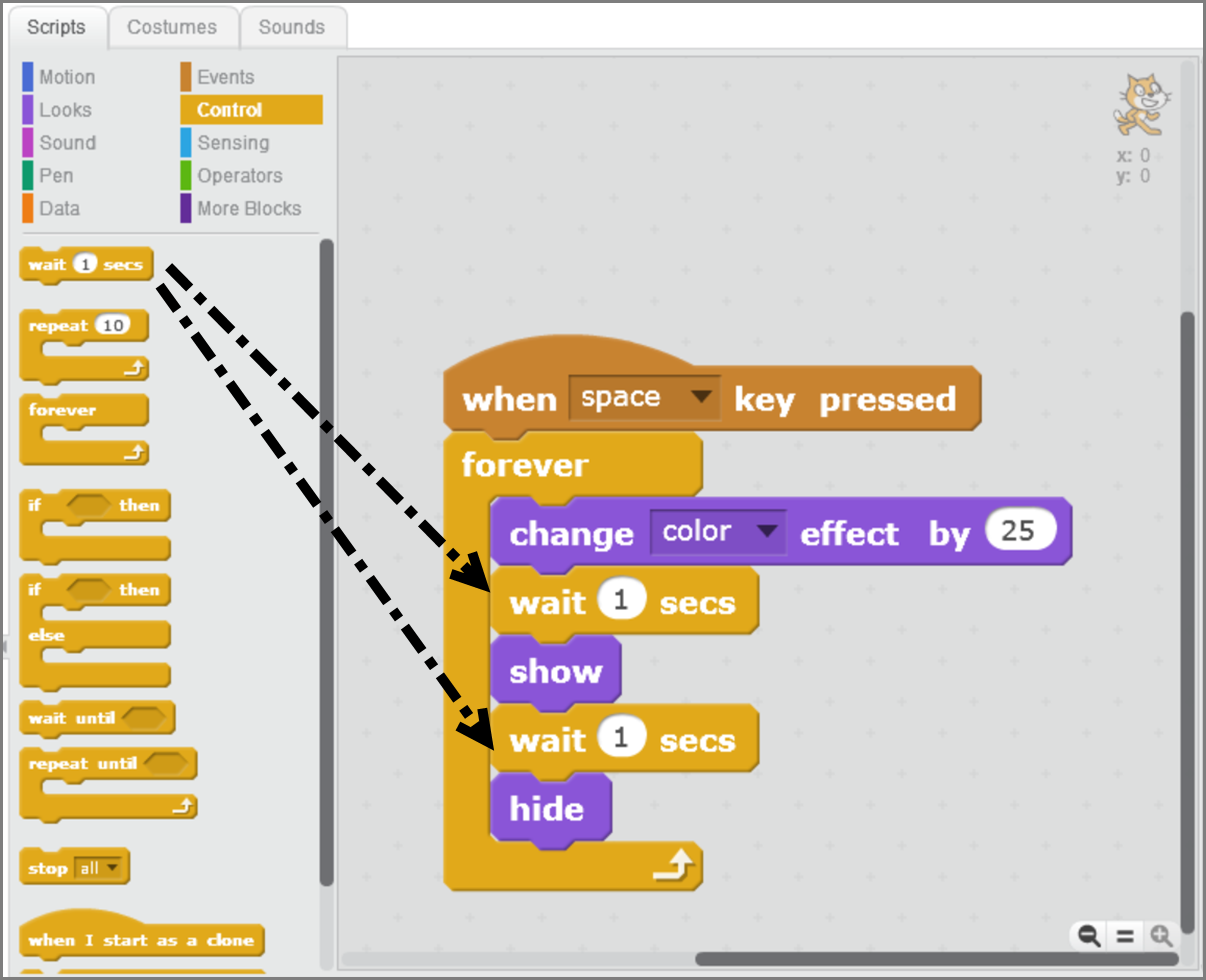 Scripts Costumes Sounds
Motion Events
Looks Control
Sound Sensing
Pen Operators
Data More Blocks
x: 0
y: 0
wait 1 secs
repeat 10
forever
if then
if then
else
wait until
repeat until
stop all
when I start as a clone
when space key pressed
forever
change color effect by 25
wait 1 secs
show
wait 1 secs
hide